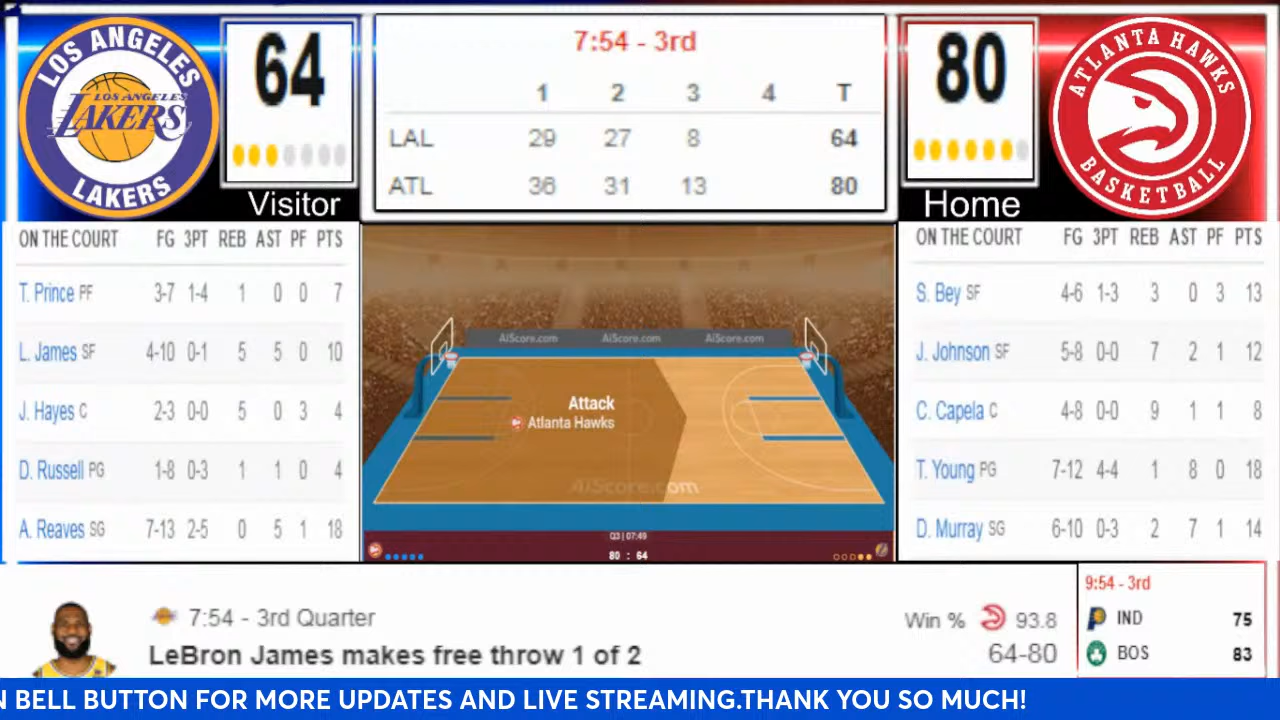 LOS ANGELES
LOS ANGELES
LAKERS
LAKERS
64
Visitor
7:54 - 3rd
1 2 3 4 T
LAL 29 27 8 64
ATL 36 31 13 80
80
Home
ATLANTA HAWKS
BASKETBALL
ON THE COURT FG 3PT REB AST PF PTS
T. Prince PF 3-7 1-4 1 0 0 7
L. James SF 4-10 0-1 5 5 0 10
J. Hayes C 2-3 0-0 5 0 3 4
D. Russell PG 1-8 0-3 1 1 0 4
A. Reaves SG 7-13 2-5 0 5 1 18
AiScore.com AiScore.com AiScore.com
Attack
Atlanta Hawks
AiScore.com
Q3 | 07:49
80 : 64
ON THE COURT FG 3PT REB AST PF PTS
S. Bey SF 4-6 1-3 3 0 3 13
J. Johnson SF 5-8 0-0 7 2 1 12
C. Capela C 4-8 0-0 9 1 1 8
T. Young PG 7-12 4-4 1 8 0 18
D. Murray SG 6-10 0-3 2 7 1 14
7:54 - 3rd Quarter
LeBron James makes free throw 1 of 2
Win % 93.8
64-80
9:54 - 3rd
IND 75
BOS 83
N BELL BUTTON FOR MORE UPDATES AND LIVE STREAMING.THANK YOU SO MUCH!